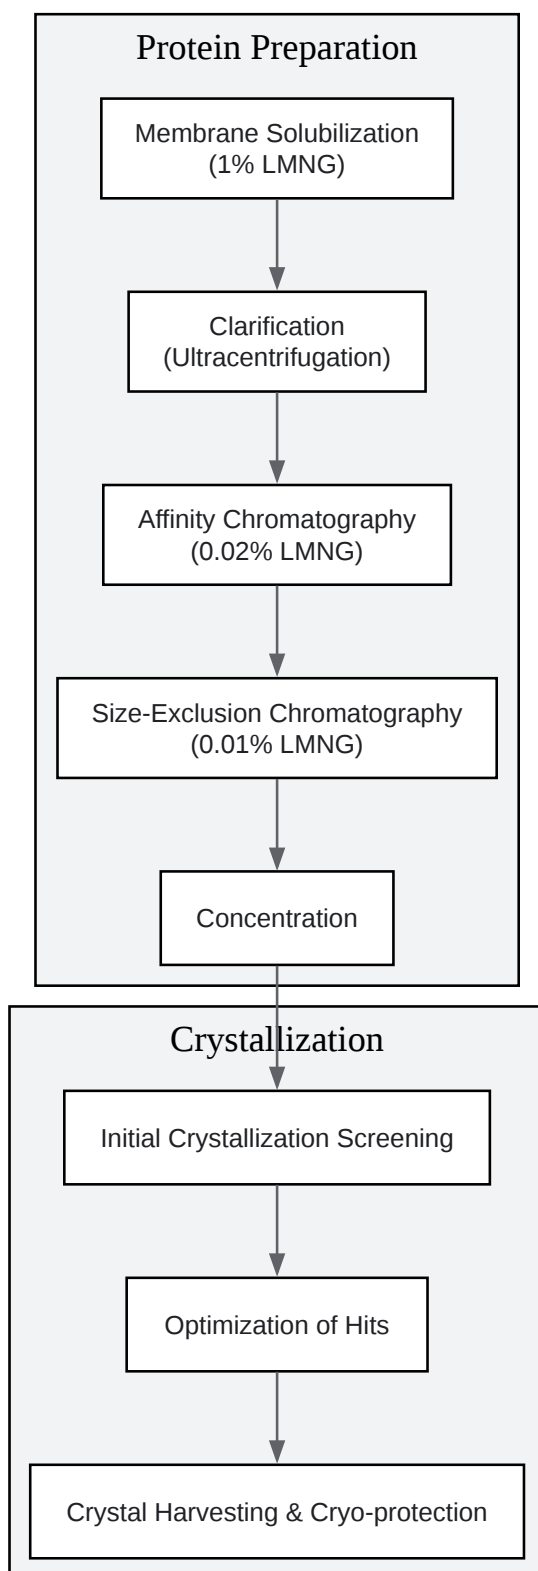 Protein Preparation
Membrane Solubilization
(1% LMNG)
Clarification
(Ultracentrifugation)
Affinity Chromatography
(0.02% LMNG)
Size-Exclusion Chromatography
(0.01% LMNG)
Concentration
Crystallization
Initial Crystallization Screening
Optimization of Hits
Crystal Harvesting & Cryo-protection